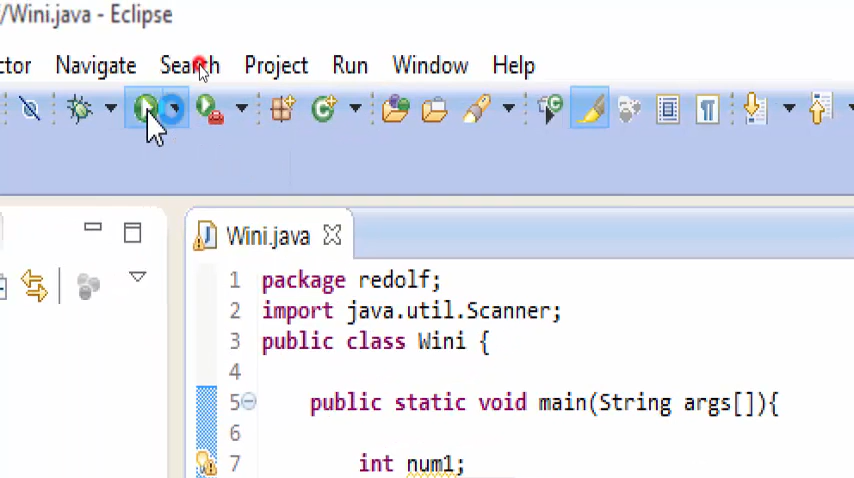 /Wini.java - Eclipse
ctor Navigate Search Project Run Window Help
Wini.java
1 package redolf;
2 import java.util.Scanner;
3 public class Wini {
4
5 public static void main(String args[]){
6
7 int num1;